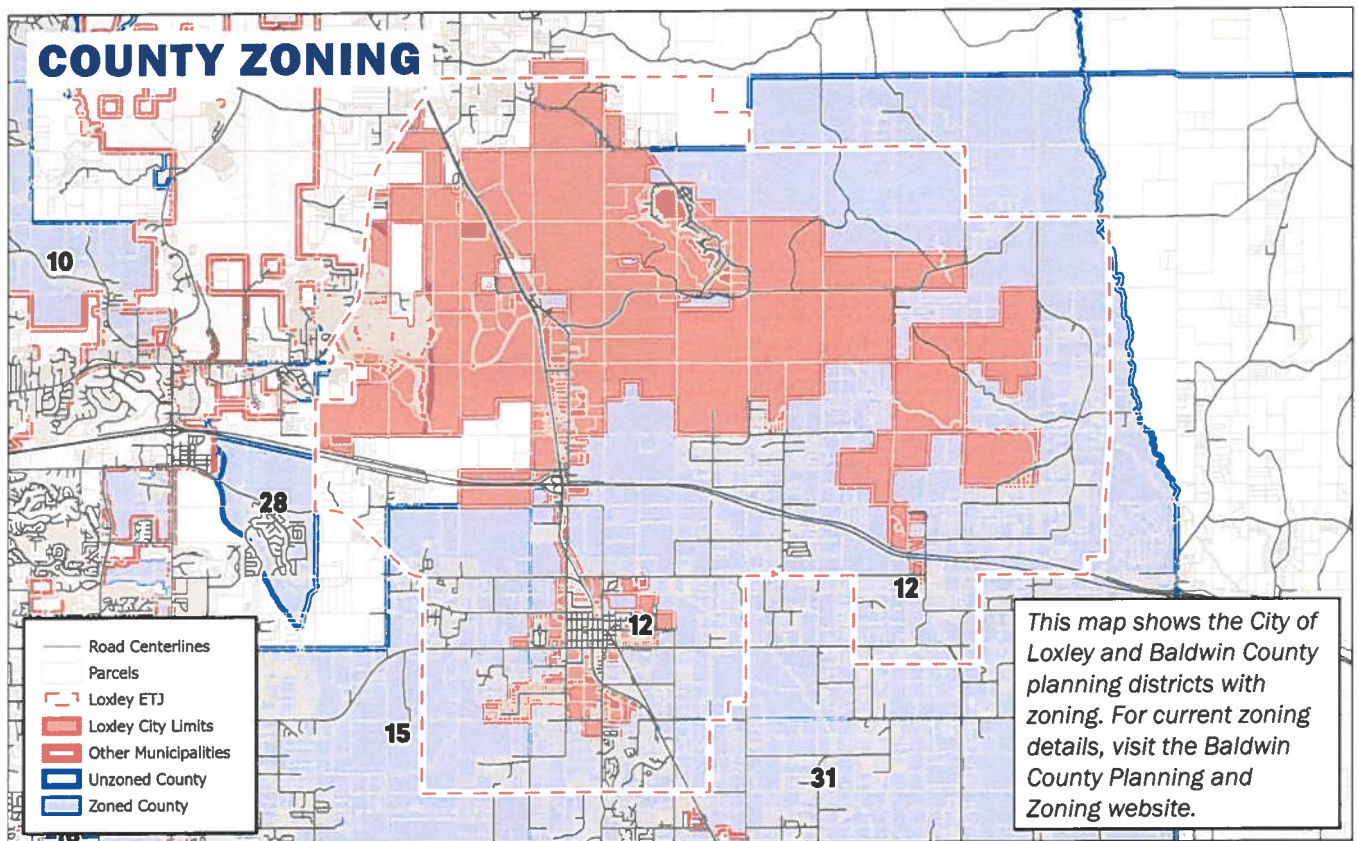 COUNTY ZONING
10
28
12
12
15
31
Road Centerlines
Parcels
Loxley ETJ
Loxley City Limits
Other Municipalities
Unzoned County
Zoned County
This map shows the City of
Loxley and Baldwin County
planning districts with
zoning. For current zoning
details, visit the Baldwin
County Planning and
Zoning website.